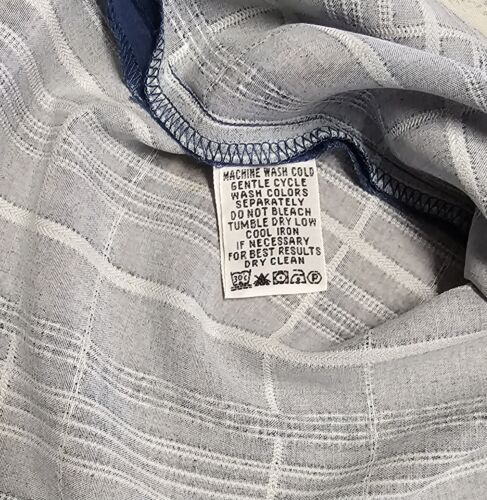 MACHINE WASH COLD
GENTLE CYCLE
WASH COLORS
SEPARATELY
DO NOT BLEACH
TUMBLE DRY LOW
COOL IRON
IF NECESSARY
FOR BEST RESULTS
DRY CLEAN
30C P